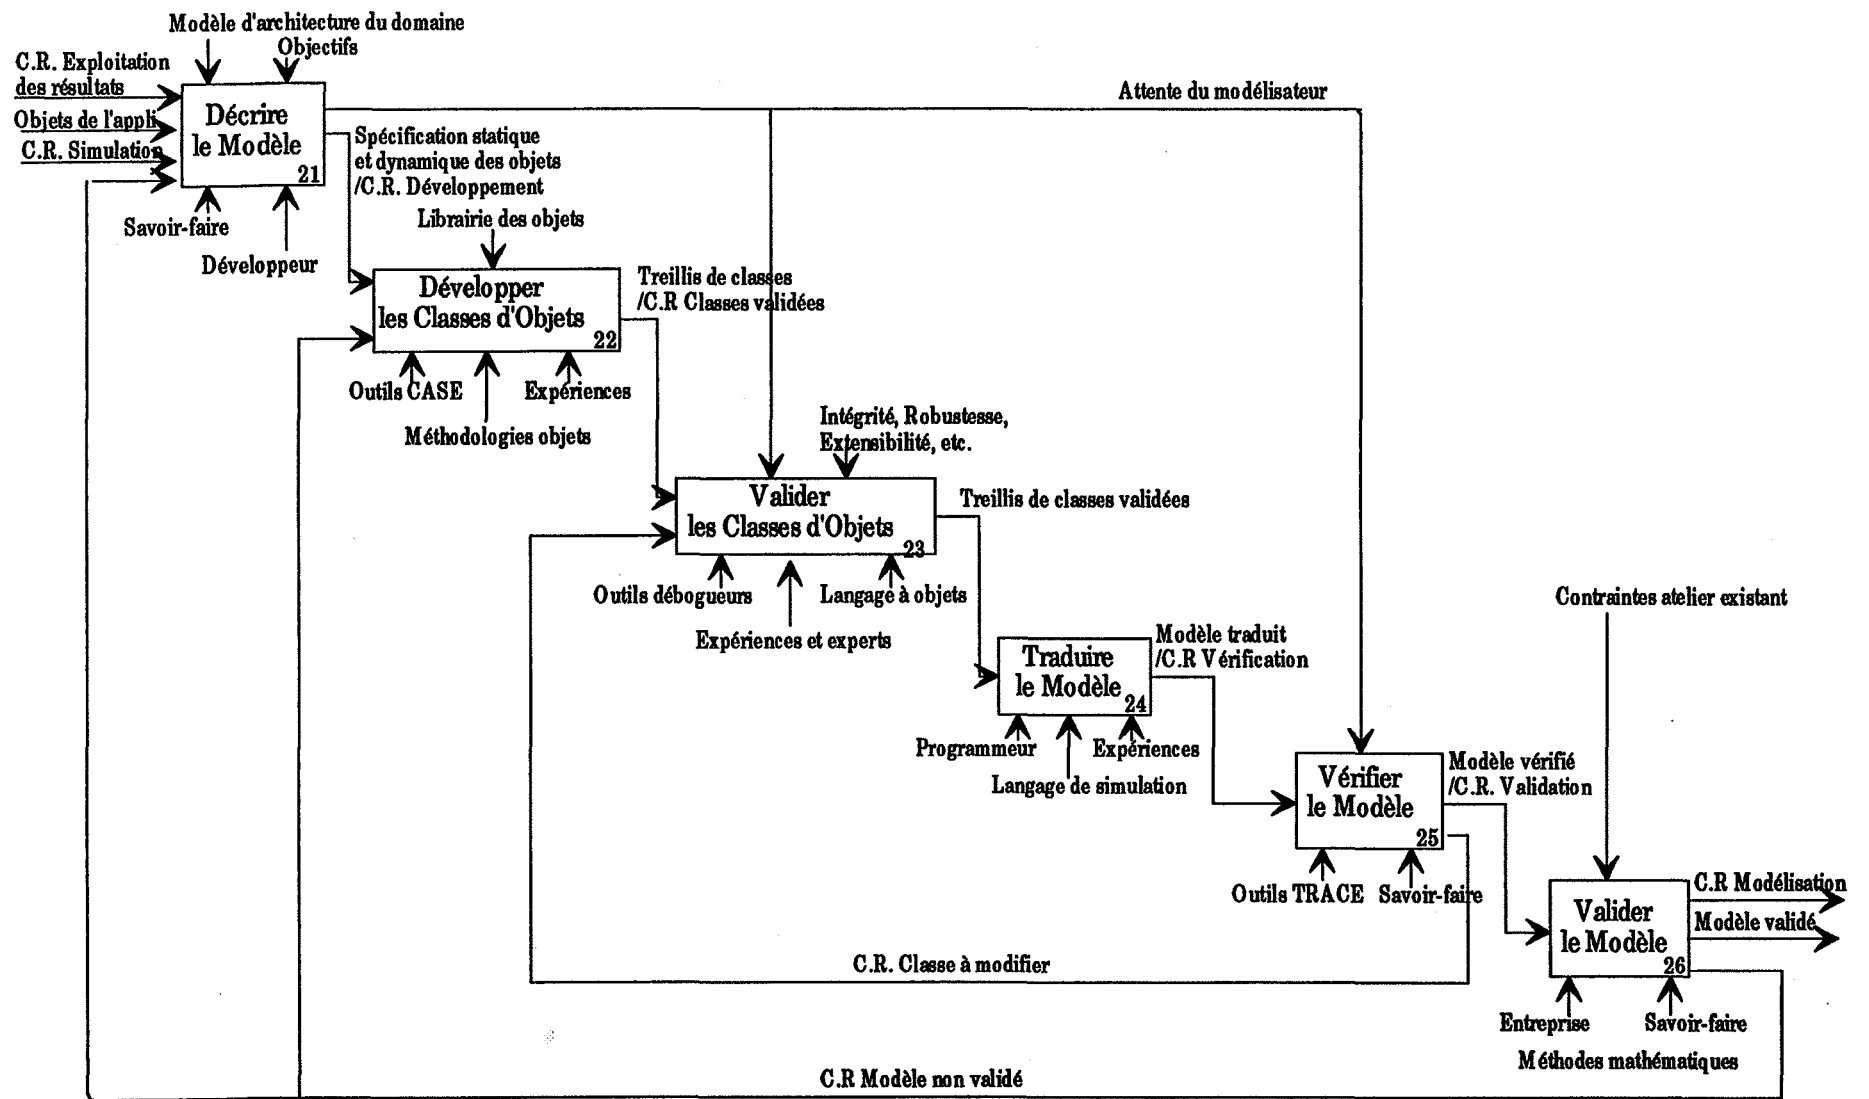 Modèle d'architecture du domaine
Objectifs
C.R. Exploitation
des résultats
Objets de l'appli
C.R. Simulation
Décrire
le Modèle
21
Savoir-faire
Développeur
Attente du modélisateur
Spécification statique
et dynamique des objets
/C.R. Développement
Librairie des objets
Développer
les Classes d'Objets
22
Treillis de classes
/C.R Classes validées
Outils CASE
Expériences
Méthodologies objets
Intégrité, Robustesse,
Extensibilité, etc.
Valider
les Classes d'Objets
23
Treillis de classes validées
Outils débogueurs
Langage à objets
Expériences et experts
Traduire
le Modèle
24
Modèle traduit
/C.R Vérification
Programmeur
Expériences
Langage de simulation
Contraintes atelier existant
Vérifier
le Modèle
25
Modèle vérifié
/C.R. Validation
Outils TRACE
Savoir-faire
Valider
le Modèle
26
C.R Modélisation
Modèle validé
Entreprise
Savoir-faire
Méthodes mathématiques
C.R. Classe à modifier
C.R Modèle non validé